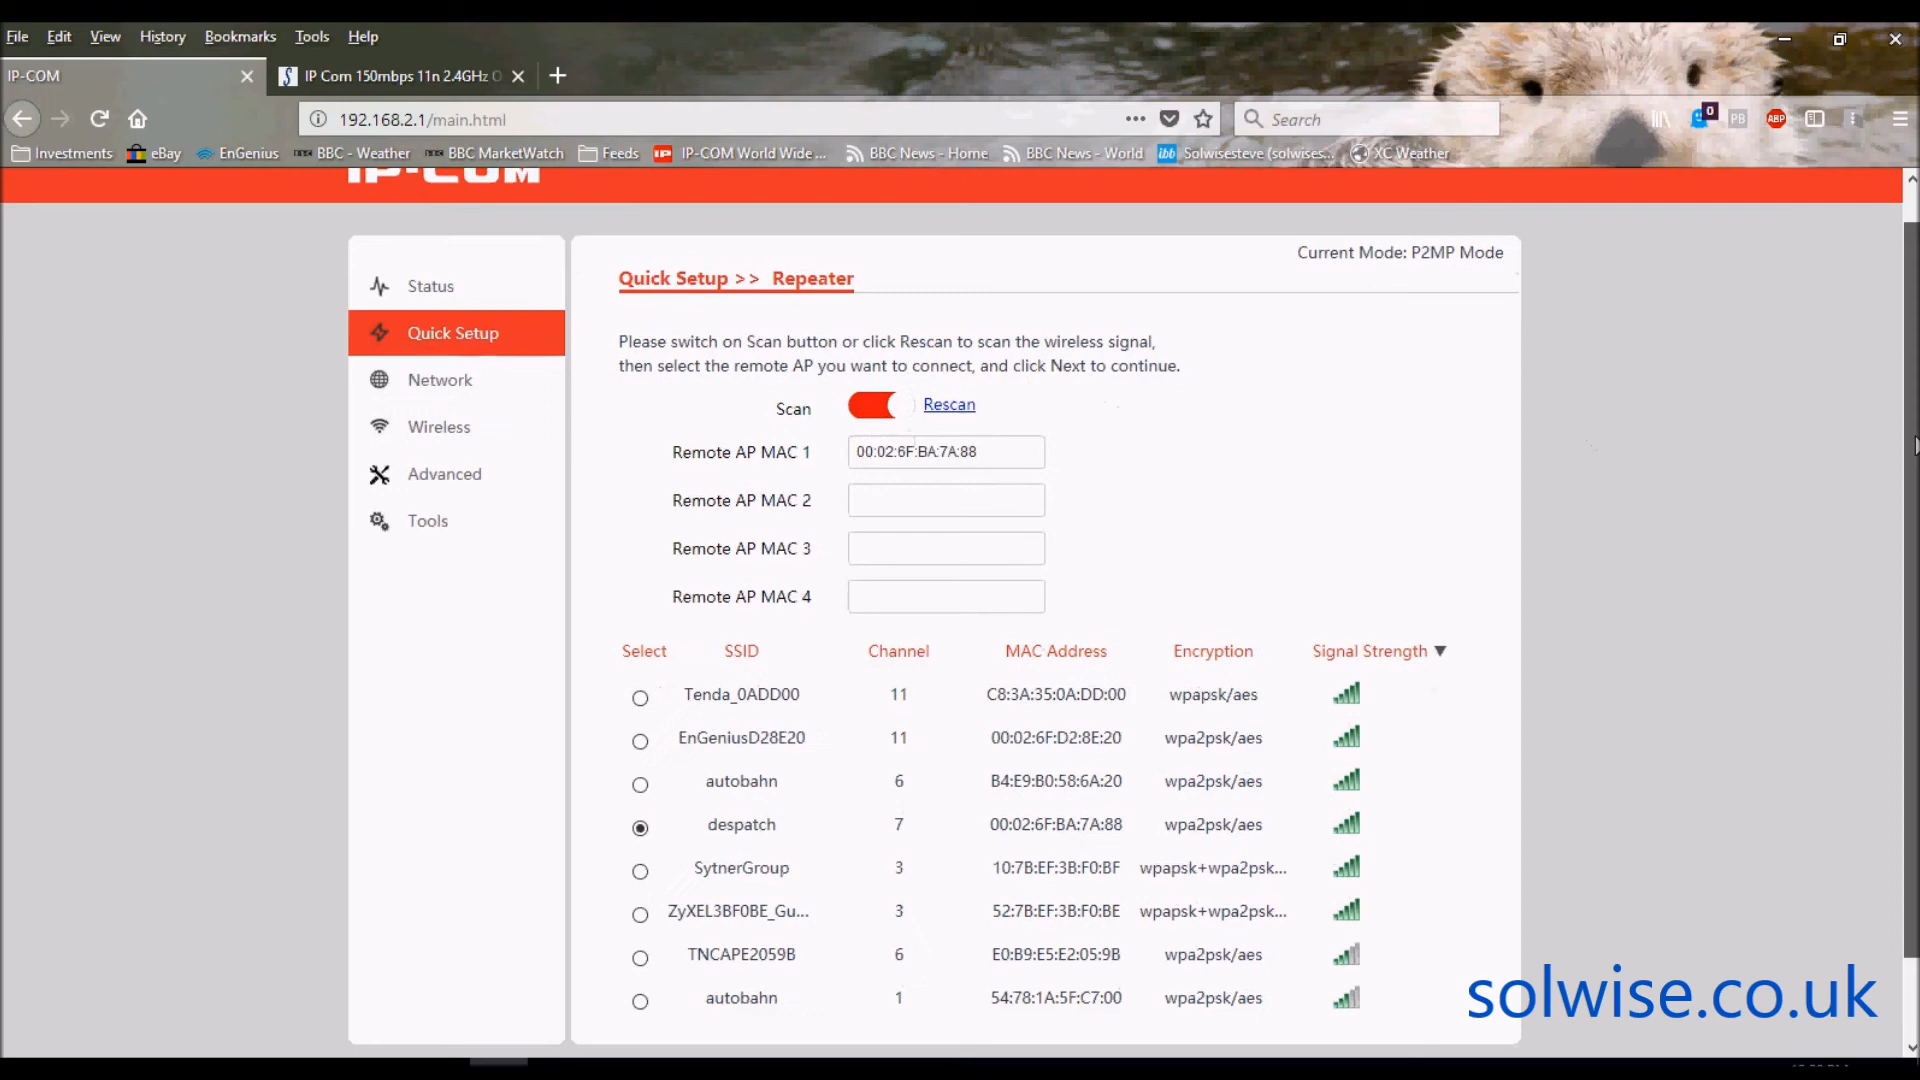 File Edit View History Bookmarks Tools Help
IP-COM
IP Com 150mbps 11n 2.4GHz O
192.168.2.1/main.html
Search
0
PB
ABP
Investments eBay EnGenius BBC - Weather BBC MarketWatch Feeds IP IP-COM World Wide ... BBC News - Home BBC News - World ibb Solwisesteve (solwises... XC Weather
IP-COM
Current Mode: P2MP Mode
Quick Setup >> Repeater
Status
Quick Setup
Network
Wireless
Advanced
Tools
Please switch on Scan button or click Rescan to scan the wireless signal,
then select the remote AP you want to connect, and click Next to continue.
Scan Rescan
Remote AP MAC 1 00:02:6F:BA:7A:88
Remote AP MAC 2
Remote AP MAC 3
Remote AP MAC 4
Select SSID Channel MAC Address Encryption Signal Strength ▼
Tenda_0ADD00 11 C8:3A:35:0A:DD:00 wpapsk/aes
EnGeniusD28E20 11 00:02:6F:D2:8E:20 wpa2psk/aes
autobahn 6 B4:E9:B0:58:6A:20 wpa2psk/aes
despatch 7 00:02:6F:BA:7A:88 wpa2psk/aes
SytnerGroup 3 10:7B:EF:3B:F0:BF wpapsk+wpa2psk...
ZyXEL3BF0BE_Gu... 3 52:7B:EF:3B:F0:BE wpapsk+wpa2psk...
TNCAPE2059B 6 E0:B9:E5:E2:05:9B wpa2psk/aes
autobahn 1 54:78:1A:5F:C7:00 wpa2psk/aes
solwise.co.uk